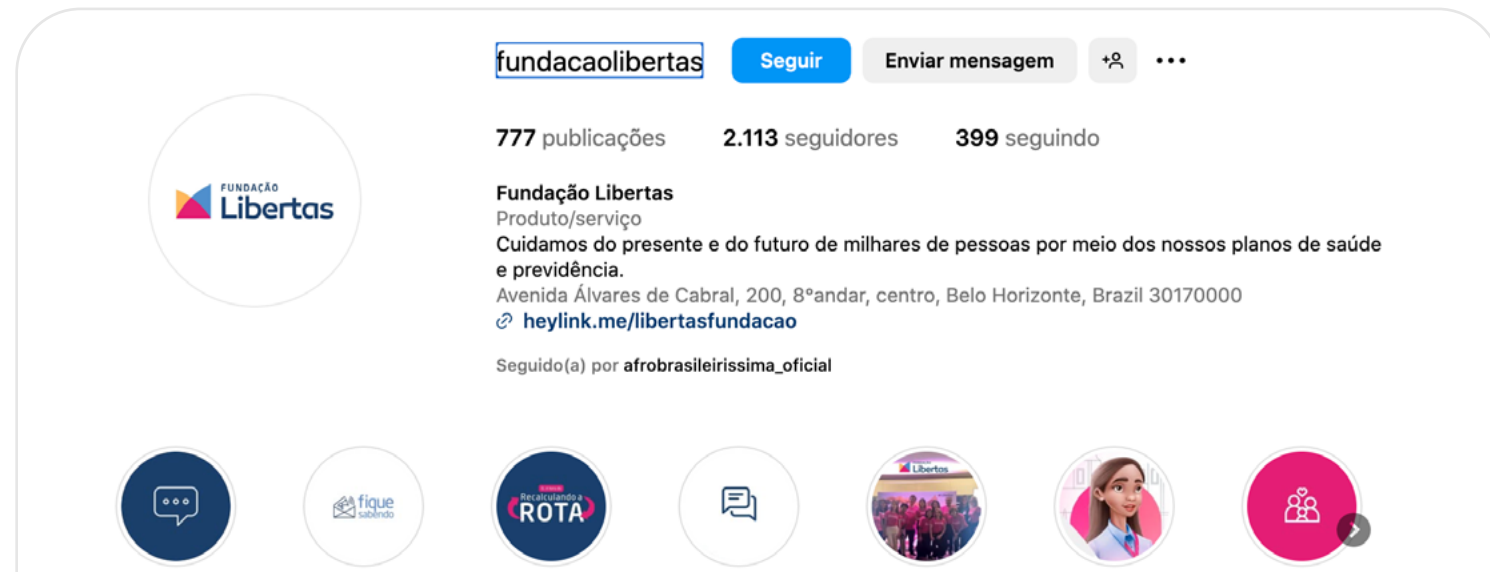 fundacaolibertas Seguir Enviar mensagem
777 publicações 2.113 seguidores 399 seguindo
FUNDAÇÃO
Libertas
Fundação Libertas
Produto/serviço
Cuidamos do presente e do futuro de milhares de pessoas por meio dos nossos planos de saúde
e previdência.
Avenida Álvares de Cabral, 200, 8°andar, centro, Belo Horizonte, Brazil 30170000
heylink.me/libertasfundacao
Seguido(a) por afrobrasileirissima_oficial
fique
sabendo
Recalculando a
ROTA
Libertas